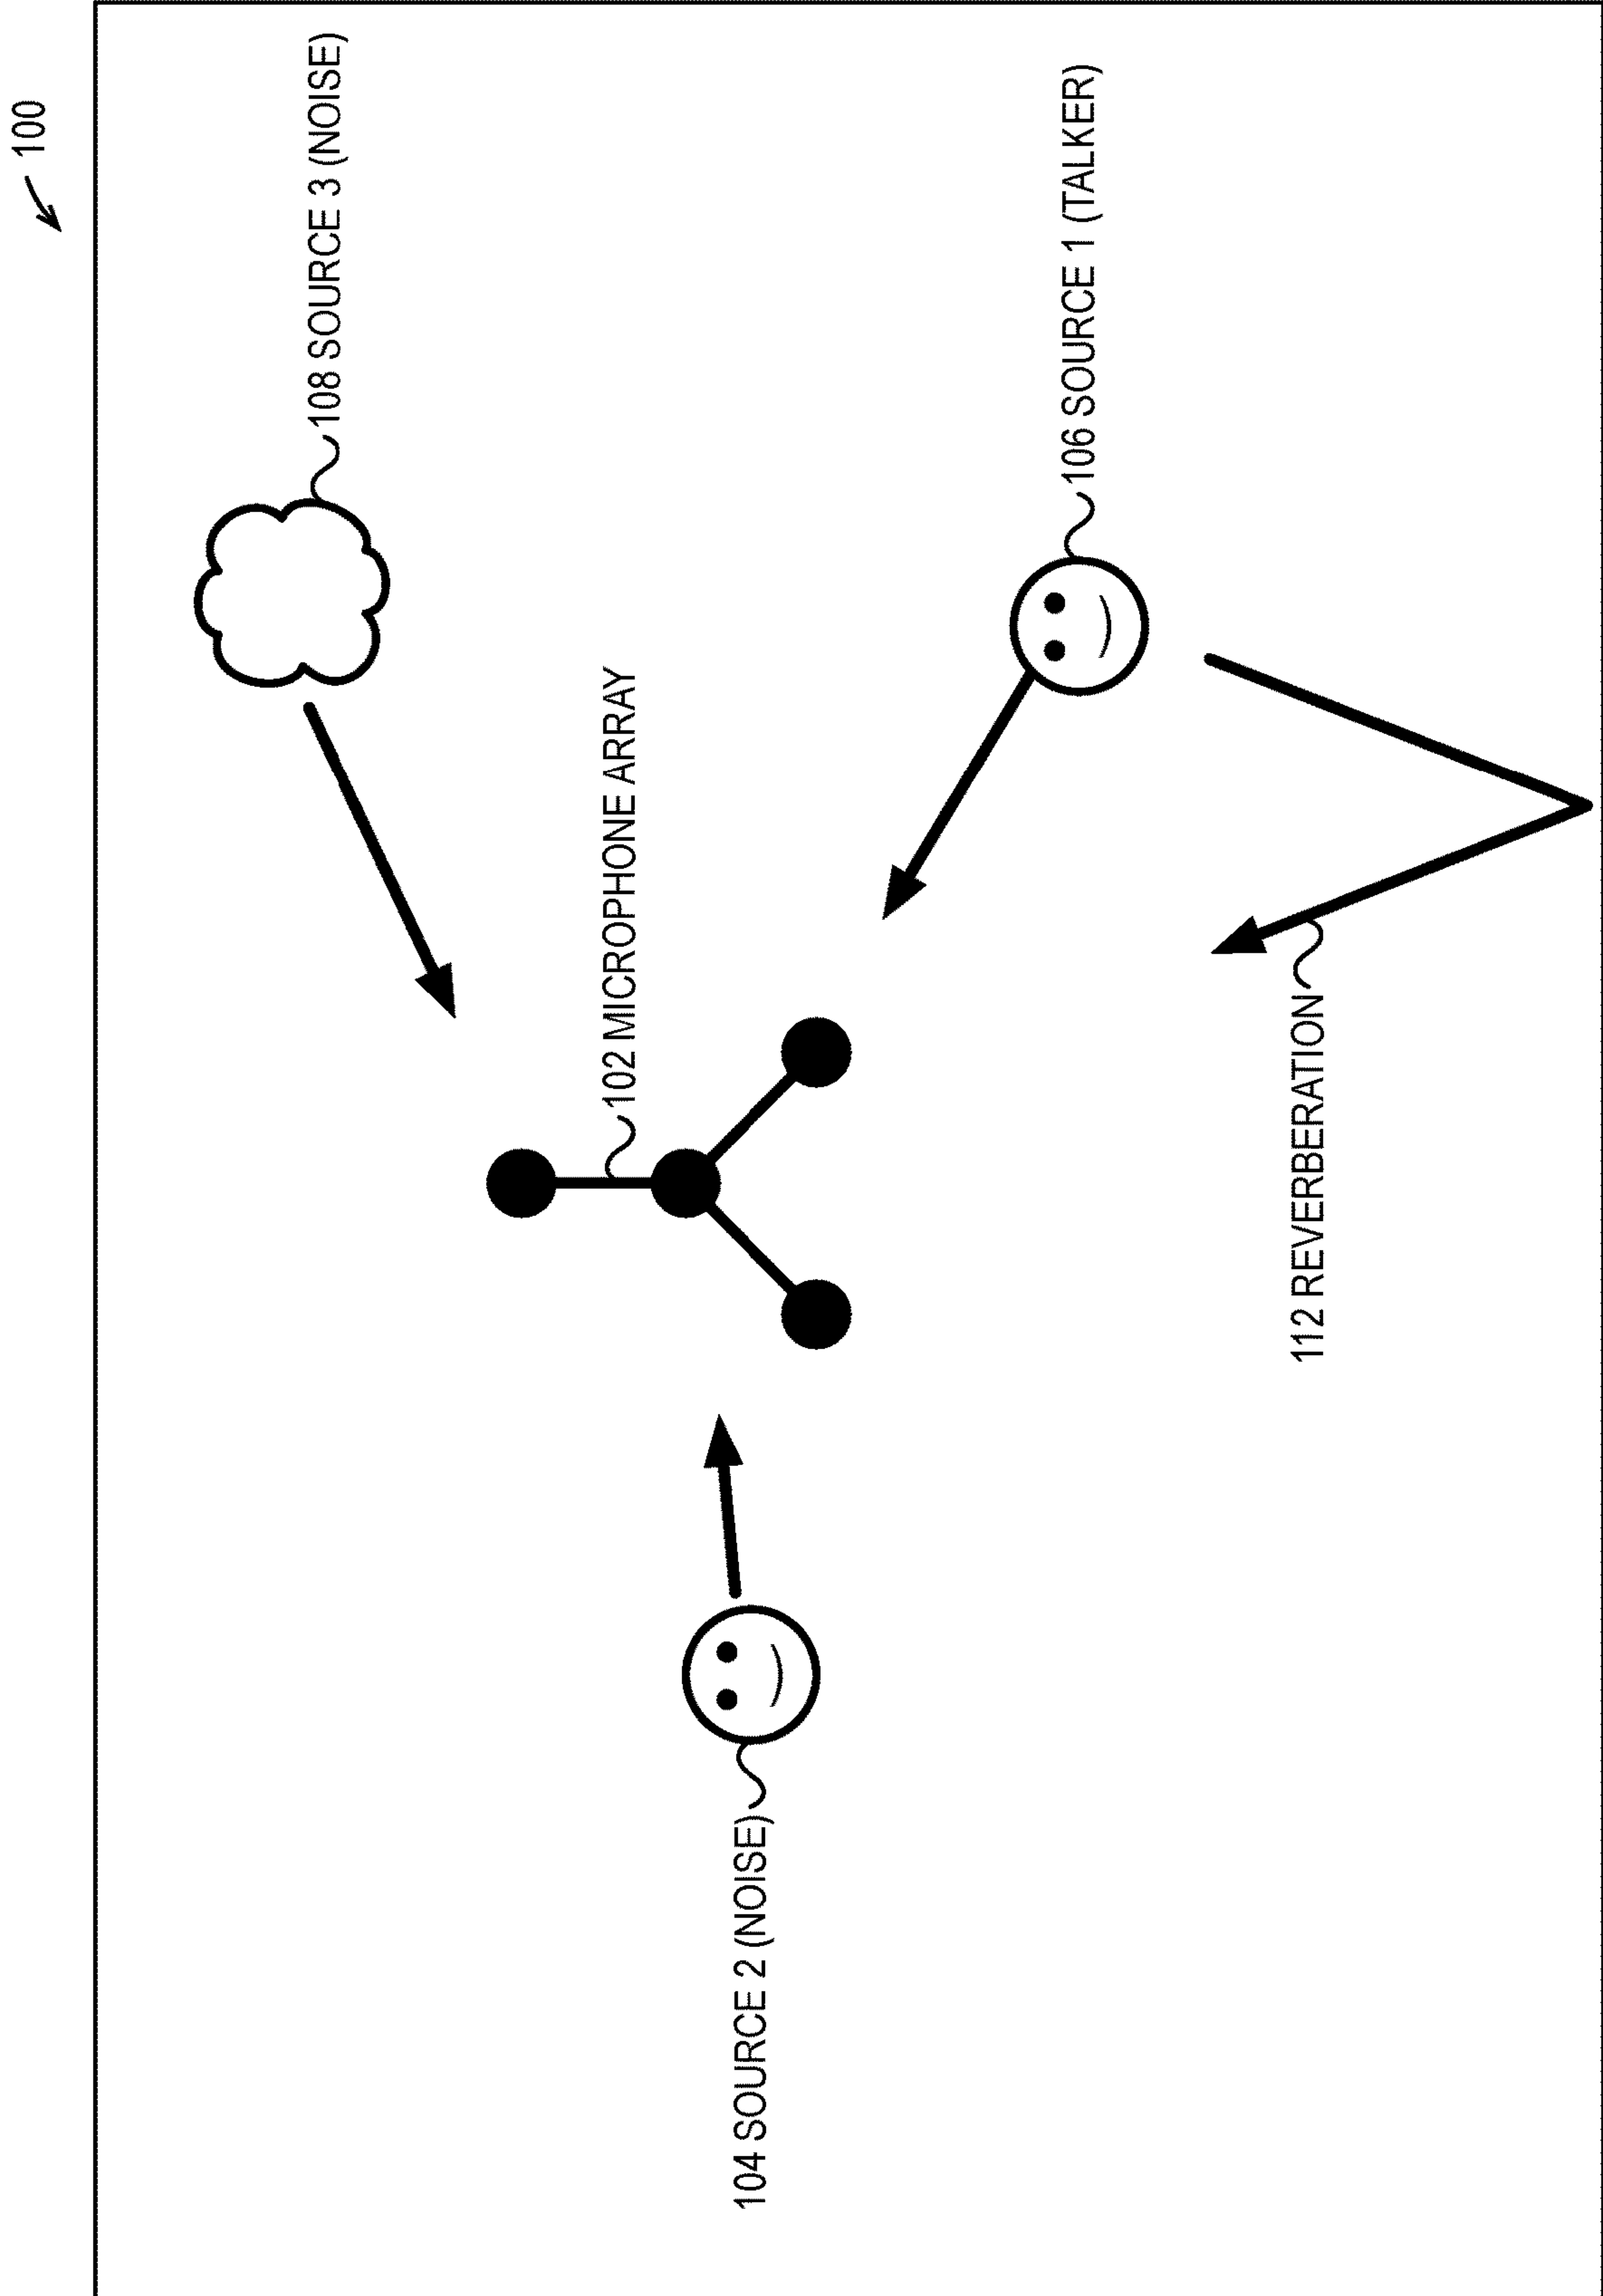 100
108 SOURCE 3 (NOISE)
102 MICROPHONE ARRAY
104 SOURCE 2 (NOISE)
106 SOURCE 1 (TALKER)
112 REVERBERATION